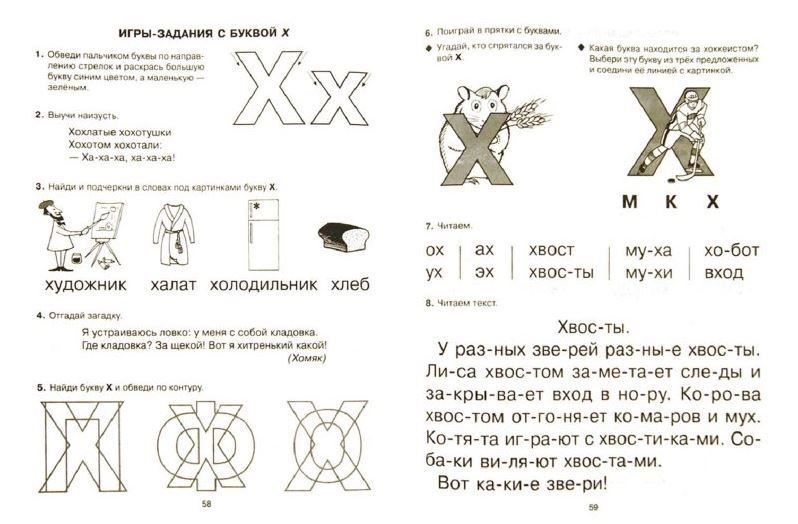 ИГРЫ-ЗАДАНИЯ С БУКВОЙ Х
1. Обведи пальчиком буквы по направ-
лению стрелок и раскрась большую
букву синим цветом, а маленькую —
зелёным.
Х х
2. Выучи наизусть.
Хохлатые хохотушки
Хохотом хохотали:
— Ха-ха-ха, ха-ха-ха!
3. Найди и подчеркни в словах под картинками букву Х.
художник халат холодильник хлеб
4. Отгадай загадку.
Я устраиваюсь ловко: у меня с собой кладовка.
Где кладовка? За щекой! Вот я хитренький какой!
(Хомяк)
5. Найди букву Х и обведи по контуру.
58
6. Поиграй в прятки с буквами.
◆ Угадай, кто спрятался за бук-
вой Х.
◆ Какая буква находится за хоккеистом?
Выбери эту букву из трёх предложенных
и соедини ее линией с картинкой.
Х Х
М К Х
7. Читаем.
ох | ах | хвост | му-ха | хо-бот
ух | эх | хвос-ты | му-хи | вход
8. Читаем текст.
Хвос-ты.
У раз-ных зве-рей раз-ны-е хвос-ты.
Ли-са хвос-том за-ме-та-ет сле-ды и
за-кры-ва-ет вход в но-ру. Ко-ро-ва
хвос-том от-го-ня-ет ко-ма-ров и мух.
Ко-тя-та иг-ра-ют с хвос-ти-ка-ми. Со-
ба-ки ви-ля-ют хвос-та-ми.
Вот ка-ки-е зве-ри!
59